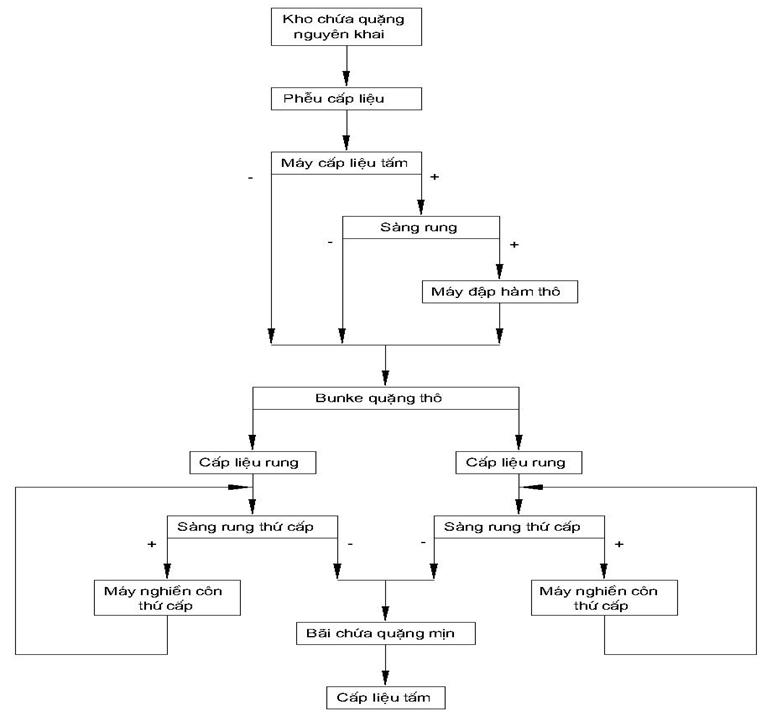 Kho chứa quặng
nguyên khai
Phễu cấp liệu
Máy cấp liệu tấm
-
+
Sàng rung
-
+
Máy đập hàm thô
Bunke quặng thô
Cấp liệu rung
Cấp liệu rung
Sàng rung thứ cấp
Sàng rung thứ cấp
+
-
-
+
Máy nghiền côn
thứ cấp
Máy nghiền côn
thứ cấp
Bãi chứa quặng mịn
Cấp liệu tấm